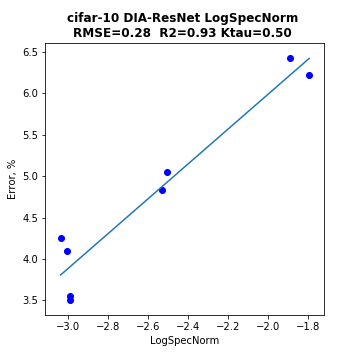 cifar-10 DIA-ResNet LogSpecNorm
RMSE=0.28 R2=0.93 Ktau=0.50
6.5
6.0
5.5
5.0
4.5
4.0
3.5
Error, %
−3.0 −2.8 −2.6 −2.4 −2.2 −2.0 −1.8
LogSpecNorm